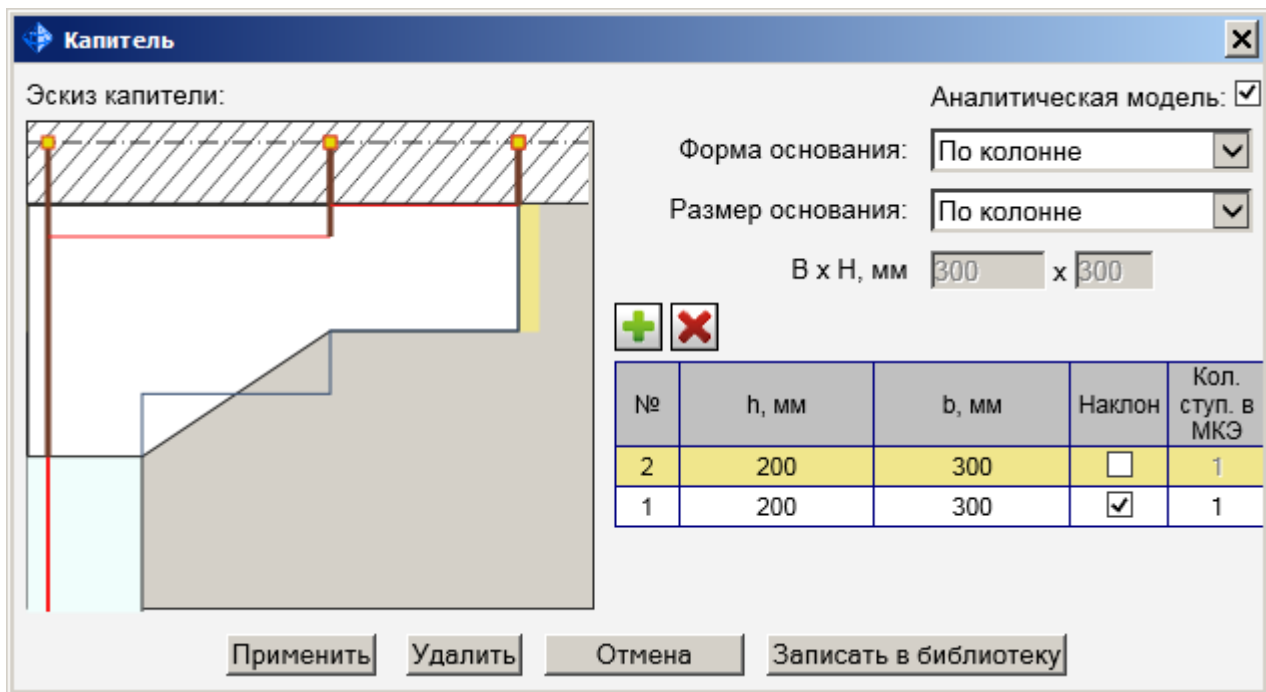 Капитель
Эскиз капители:
Аналитическая модель:
Форма основания: По колонне
Размер основания: По колонне
В х Н, мм 300 х 300
№ h, мм b, мм Наклон Кол. ступ. в МКЭ
2 200 300 1
1 200 300 1
Применить Удалить Отмена Записать в библиотеку